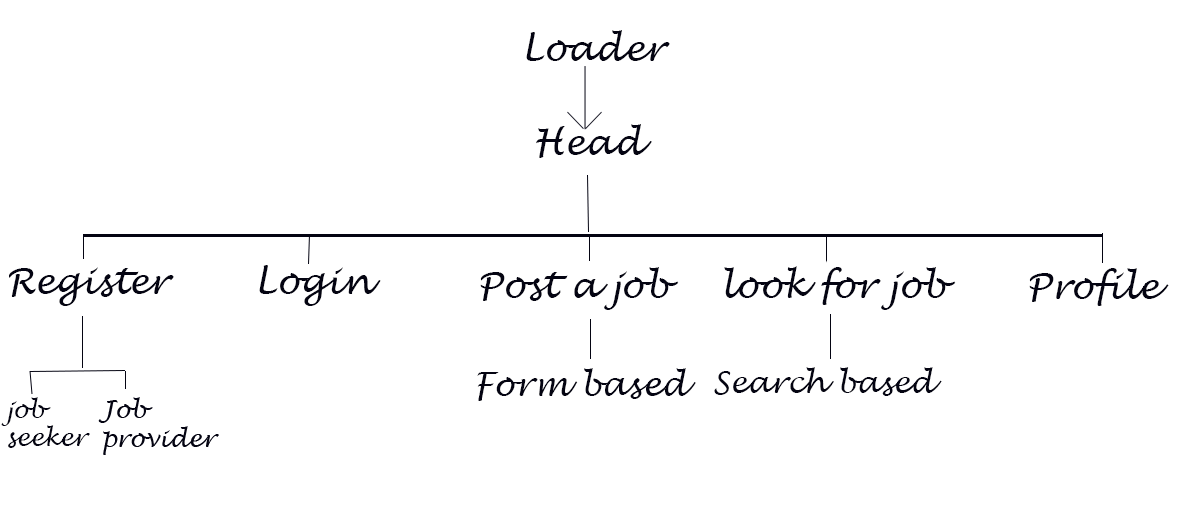 Loader
Head
Register
Login
Post a job
look for job
Profile
Form based
Search based
job
seeker
Job
provider